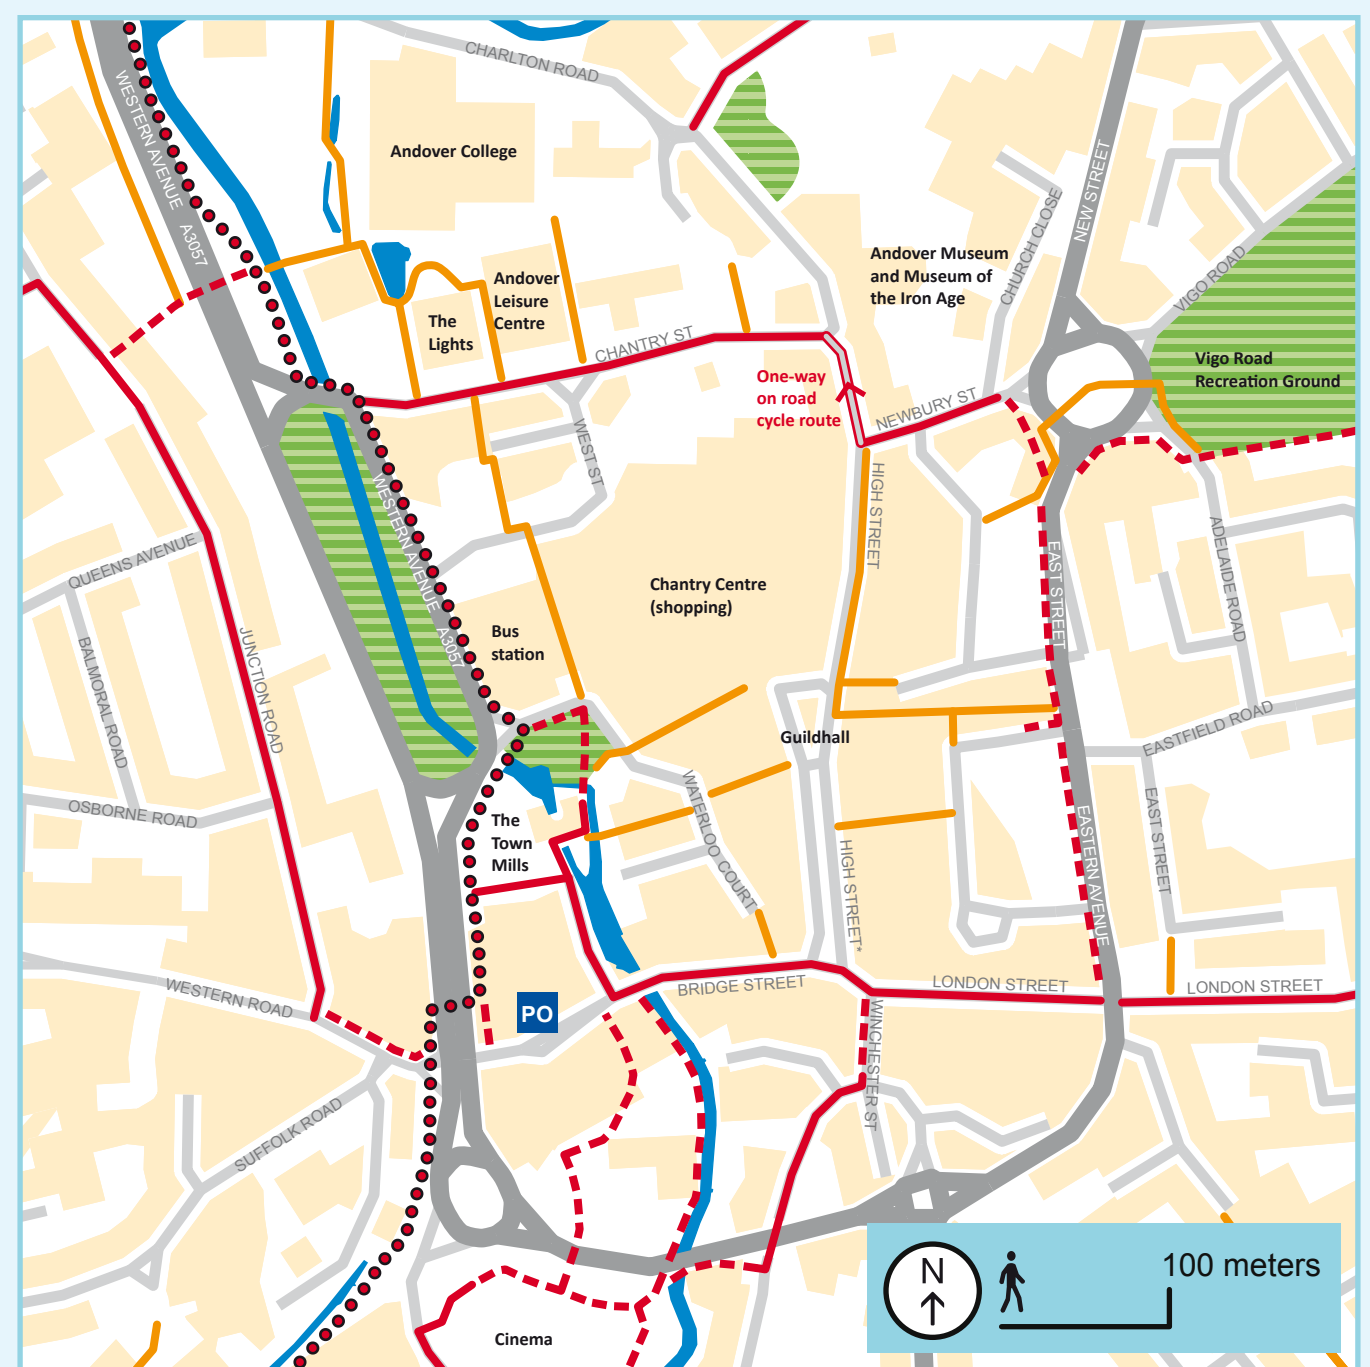 CHARLTON ROAD
WESTERN AVENUE
A3057
Andover College
NEW STREET
CHURCH CLOSE
Andover Museum
and Museum of
the Iron Age
VIGO ROAD
Andover
Leisure
Centre
The
Lights
CHANTRY ST
Vigo Road
Recreation Ground
One-way
on road
cycle route
NEWBURY ST
WEST ST
HIGH STREET
WESTERN AVENUE
A3057
QUEENS AVENUE
BALMORAL ROAD
JUNCTION ROAD
Chantry Centre
(shopping)
EAST STREET
ADELAIDE ROAD
Bus
station
Guildhall
EASTFIELD ROAD
OSBORNE ROAD
The
Town
Mills
WATERLOO COURT
HIGH STREET*
EASTERN AVENUE
EAST STREET
WESTERN ROAD
PO
BRIDGE STREET
LONDON STREET
LONDON STREET
WINCHESTER ST
SUFFOLK ROAD
N
100 meters
Cinema